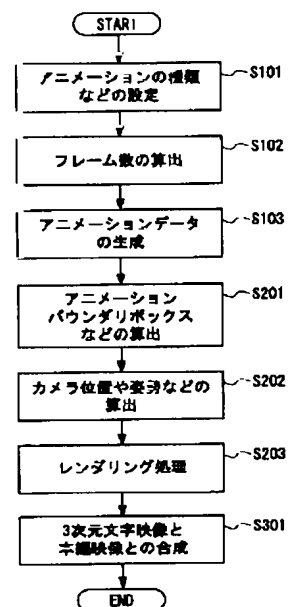 START
アニメーションの種類
などの設定
S101
フレーム数の算出
S102
アニメーションデータ
の生成
S103
アニメーション
バウンダリボックス
などの算出
S201
カメラ位置や姿勢などの
算出
S202
レンダリング処理
S203
3次元文字映像と
本編映像との合成
S301
END